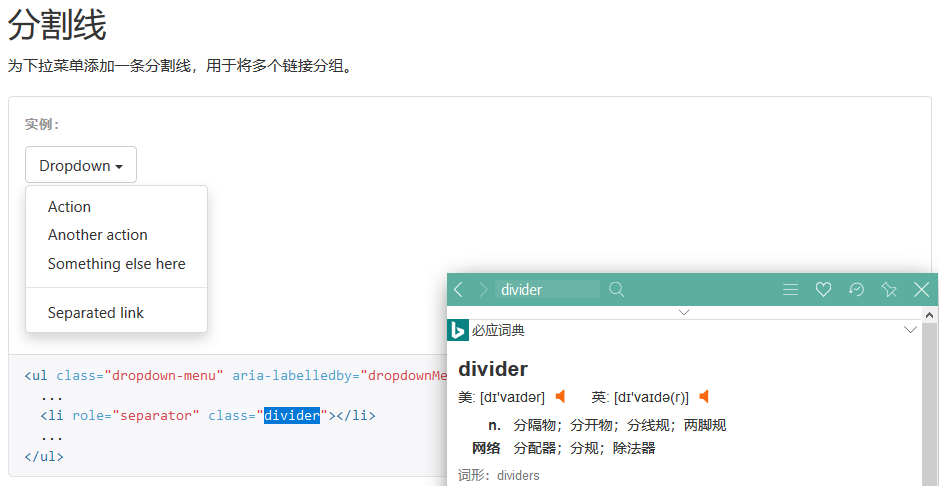 分割线
为下拉菜单添加一条分割线，用于将多个链接分组。
实例：
Dropdown
Action
Another action
Something else here
Separated link
<ul class="dropdown-menu" aria-labelledby="dropdownMe
...
<li role="separator" class="divider"></li>
...
</ul>
divider
必应词典
divider
美: [dɪ'vaɪdər] 英: [dɪ'vaɪdə(r)]
n. 分隔物；分开物；分线规；两脚规
网络 分配器；分规；除法器
词形：dividers